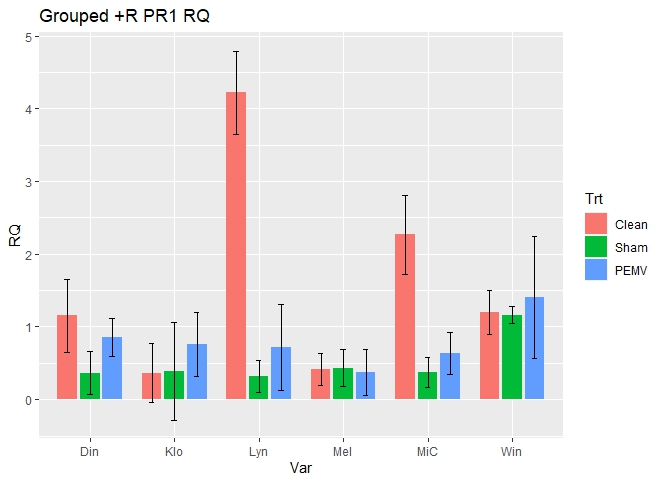 Grouped +R PR1 RQ
5
4
3
2
1
0
RQ
Din Klo Lyn Mel MiC Win
Var
Trt
Clean
Sham
PEMV